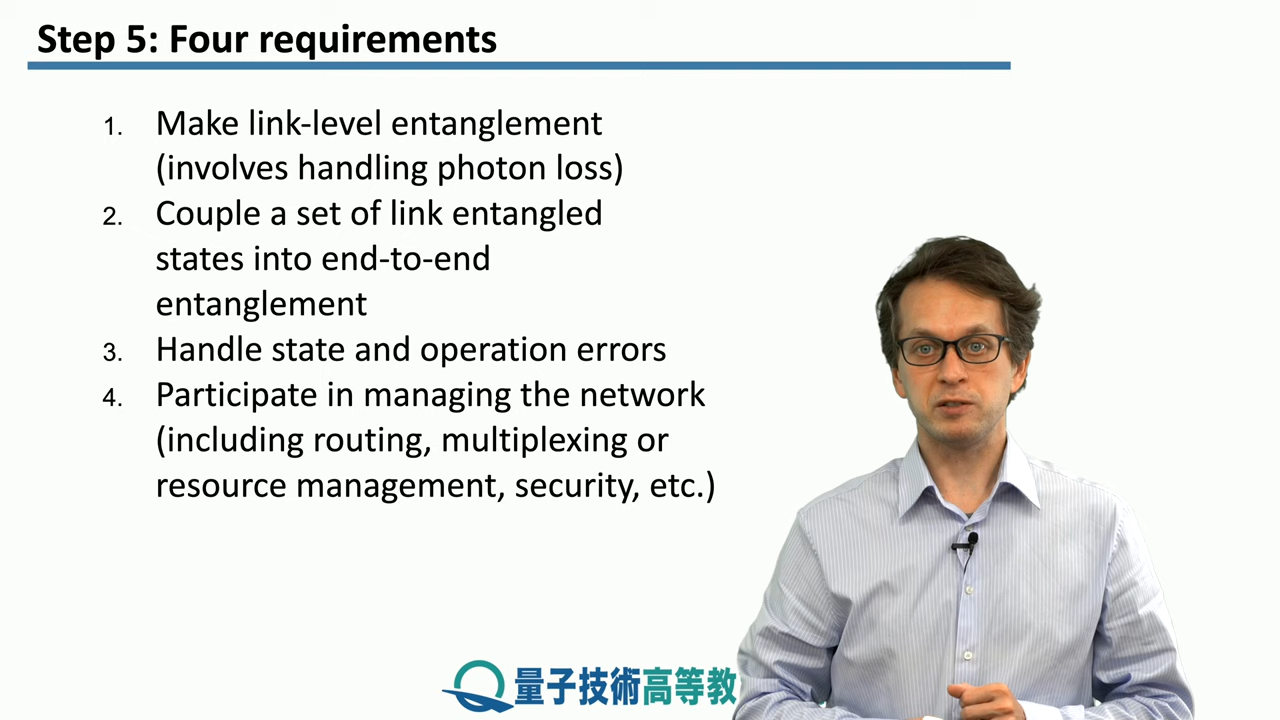 Step 5: Four requirements
1. Make link-level entanglement
(involves handling photon loss)
2. Couple a set of link entangled
states into end-to-end
entanglement
3. Handle state and operation errors
4. Participate in managing the network
(including routing, multiplexing or
resource management, security, etc.)
量子技術高等教